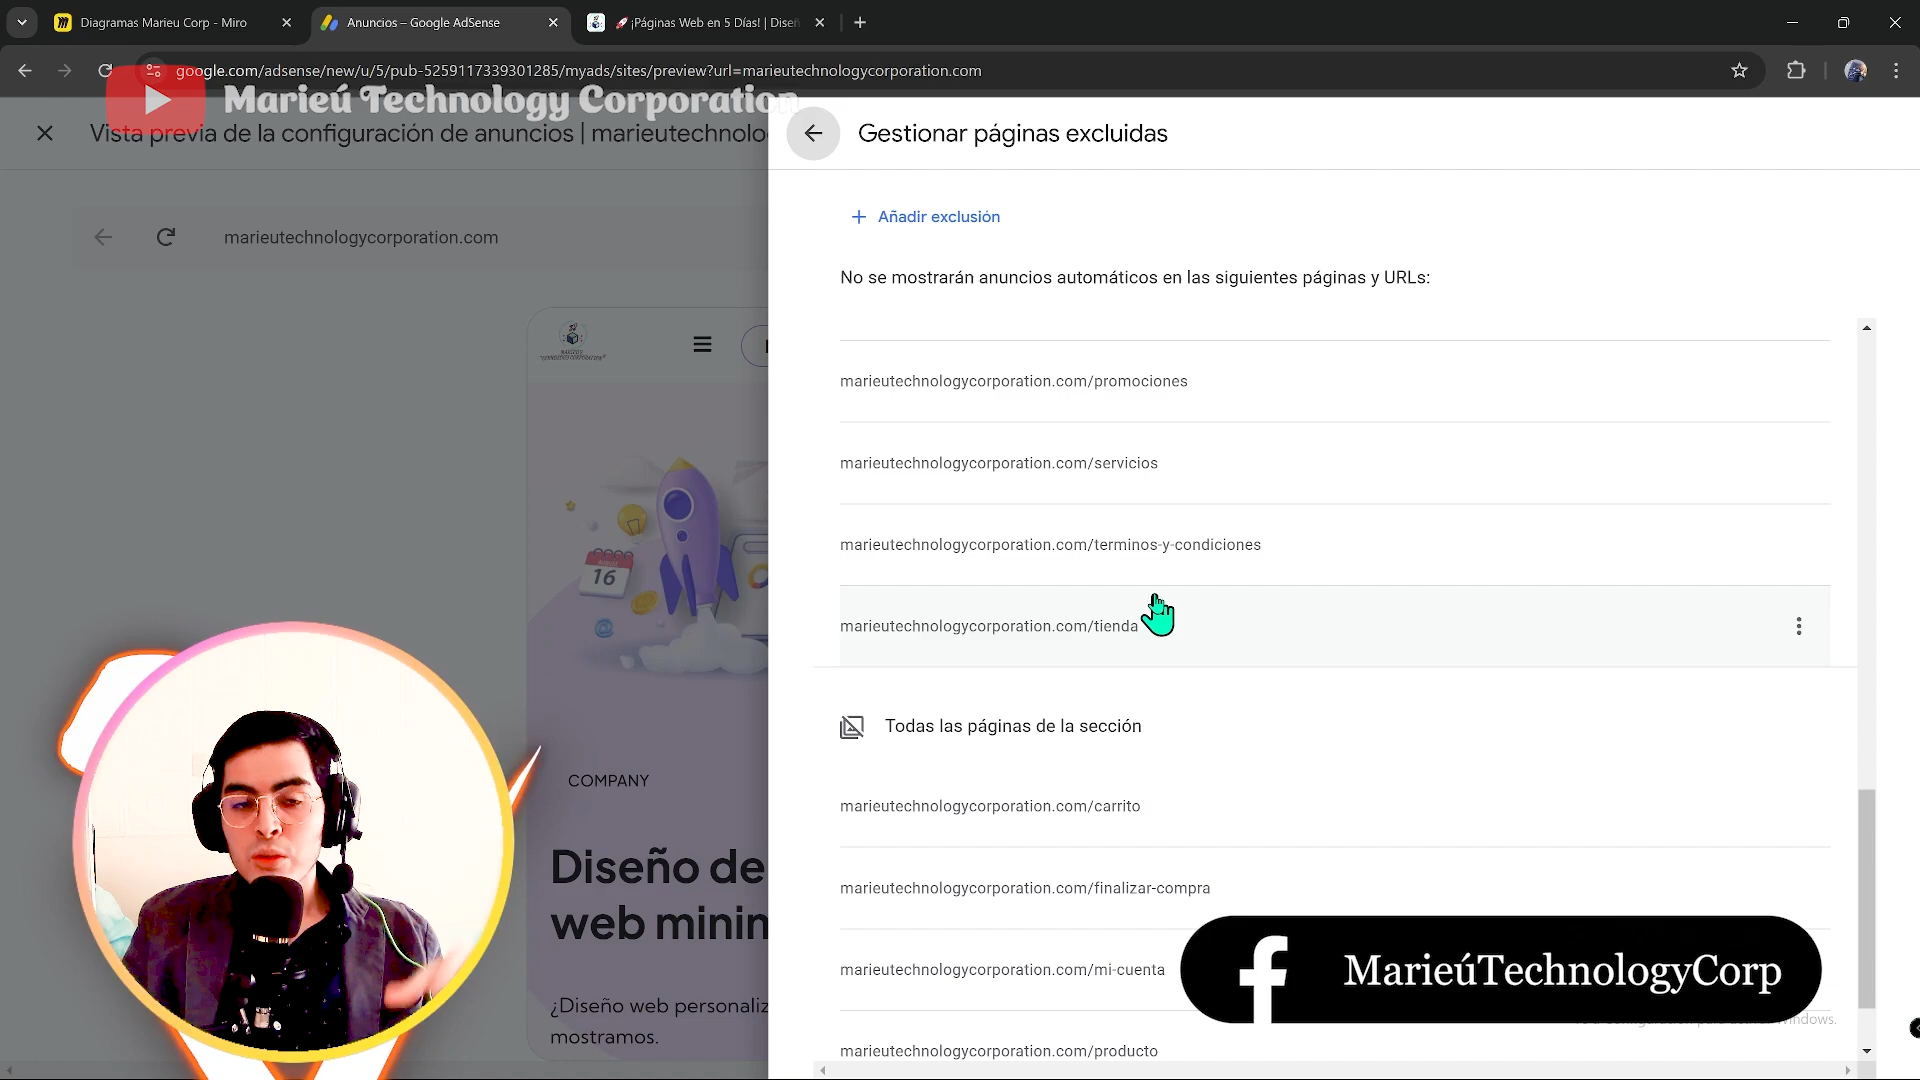 Diagramas Marieu Corp - Miro
Anuncios – Google AdSense
¡Páginas Web en 5 Días! | Diseñ
google.com/adsense/new/u/5/pub-5259117339301285/myads/sites/preview?url=marieutechnologycorporation.com
Marieú Technology Corporation
Vista previa de la configuración de anuncios | marieutechnolo
Gestionar páginas excluidas
Añadir exclusión
marieutechnologycorporation.com
No se mostrarán anuncios automáticos en las siguientes páginas y URLs:
marieutechnologycorporation.com/promociones
marieutechnologycorporation.com/servicios
marieutechnologycorporation.com/terminos-y-condiciones
16
marieutechnologycorporation.com/tienda
Todas las páginas de la sección
COMPANY
marieutechnologycorporation.com/carrito
Diseño de
web minim
marieutechnologycorporation.com/finalizar-compra
marieutechnologycorporation.com/mi-cuenta
MarieúTechnologyCorp
¿Diseño web personaliz
mostramos.
marieutechnologycorporation.com/producto